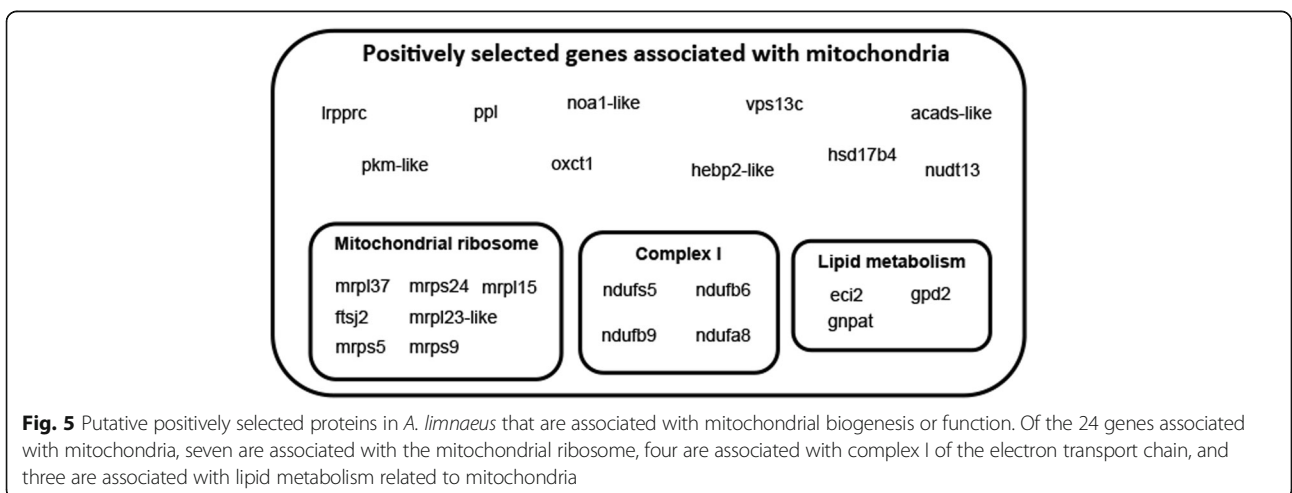 Positively selected genes associated with mitochondria
lrpprc ppl noa1-like vps13c acads-like
pkm-like oxct1 hebp2-like hsd17b4 nudt13
Mitochondrial ribosome
mrpl37 mrps24 mrpl15
ftsj2 mrpl23-like
mrps5 mrps9
Complex I
ndufs5 ndufb6
ndufb9 ndufa8
Lipid metabolism
eci2 gpd2
gnpat
Fig. 5 Putative positively selected proteins in A. limnaeus that are associated with mitochondrial biogenesis or function. Of the 24 genes associated
with mitochondria, seven are associated with the mitochondrial ribosome, four are associated with complex I of the electron transport chain, and
three are associated with lipid metabolism related to mitochondria